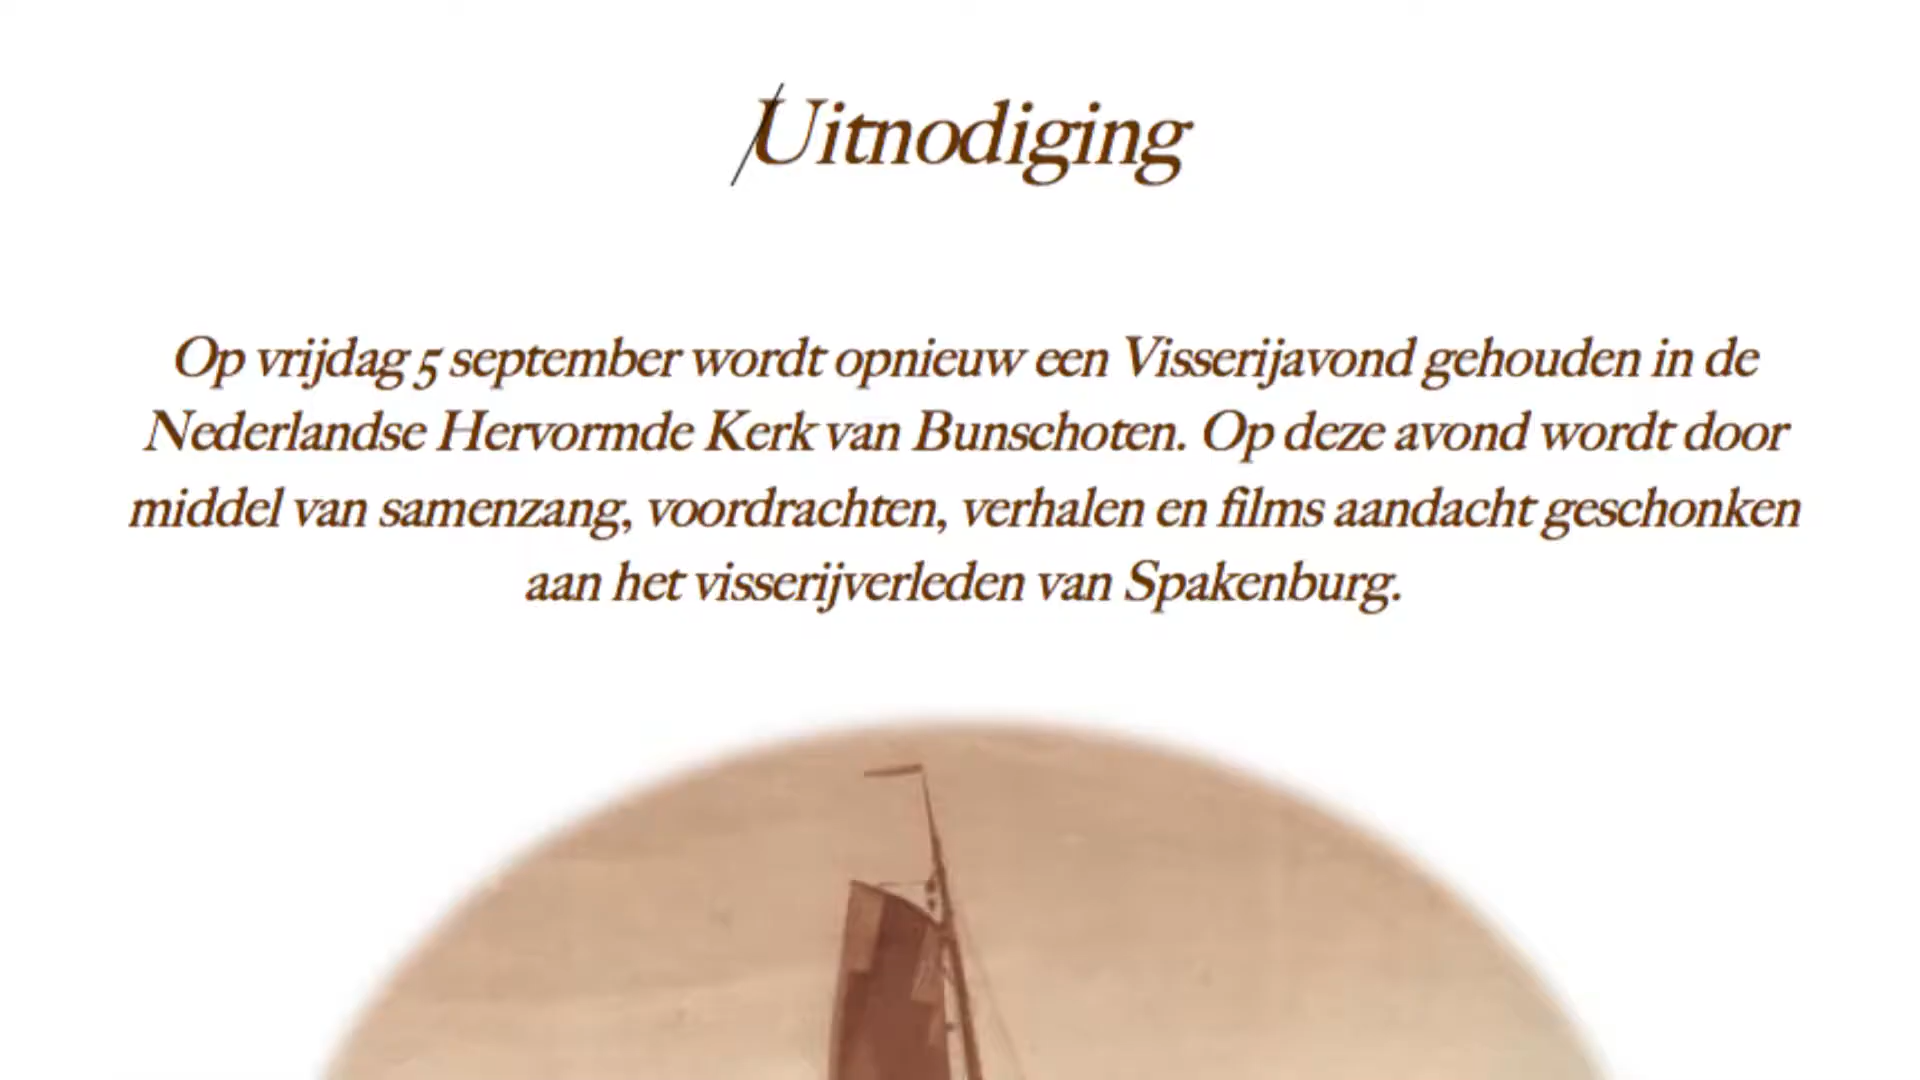 Uitnodiging
Op vrijdag 5 september wordt opnieuw een Visserijavond gehouden in de
Nederlandse Hervormde Kerk van Bunschoten. Op deze avond wordt door
middel van samenzang, voordrachten, verhalen en films aandacht geschonken
aan het visserijverleden van Spakenburg.